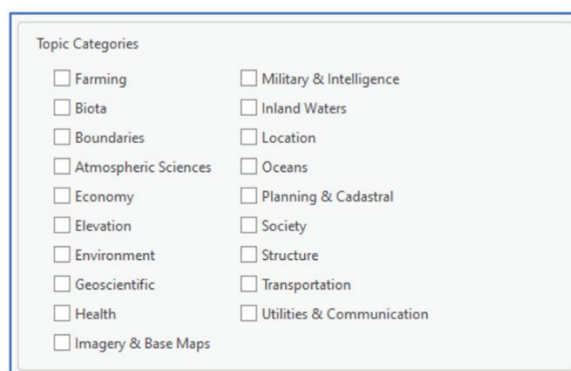 Topic Categories
Farming
Biota
Boundaries
Atmospheric Sciences
Economy
Elevation
Environment
Geoscientific
Health
Imagery & Base Maps
Military & Intelligence
Inland Waters
Location
Oceans
Planning & Cadastral
Society
Structure
Transportation
Utilities & Communication